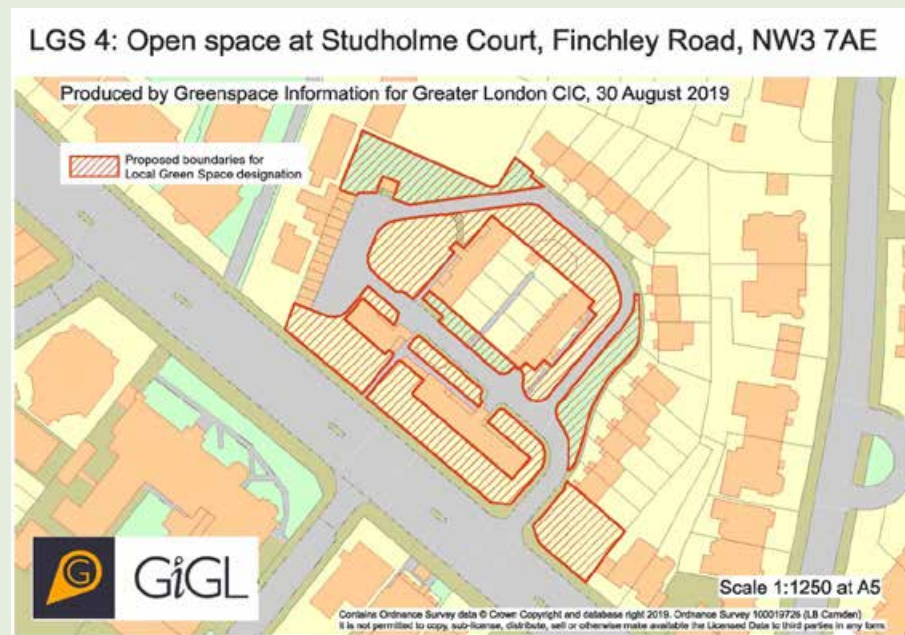 LGS 4: Open space at Studholme Court, Finchley Road, NW3 7AE
Produced by Greenspace Information for Greater London CIC, 30 August 2019
Proposed boundaries for
Local Green Space designation
G
GiGL
Scale 1:1250 at A5
Contains Ordnance Survey data © Crown Copyright and database right 2019. Ordnance Survey 100019726 (LB Camden)
It is not permitted to copy, sub-license, distribute, sell or otherwise make available the Licensed Data to third parties in any form